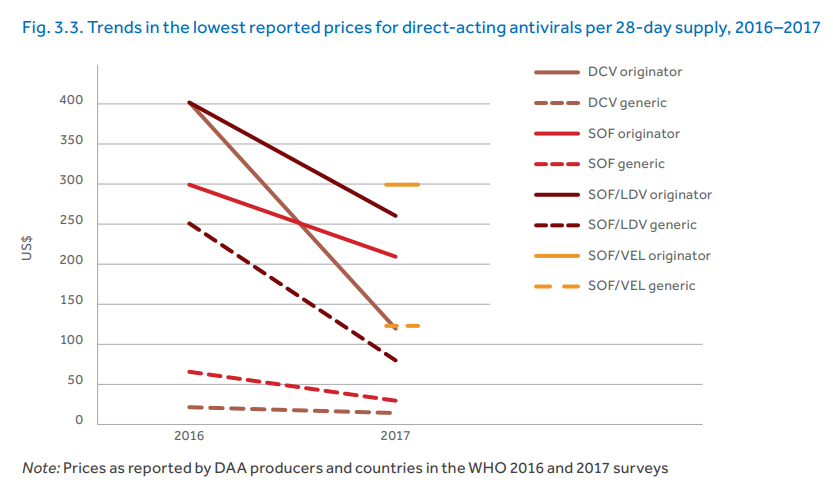 Fig. 3.3. Trends in the lowest reported prices for direct-acting antivirals per 28-day supply, 2016–2017
400
350
300
250
200
150
100
50
0
US$
2016
2017
DCV originator
DCV generic
SOF originator
SOF generic
SOF/LDV originator
SOF/LDV generic
SOF/VEL originator
SOF/VEL generic
Note: Prices as reported by DAA producers and countries in the WHO 2016 and 2017 surveys